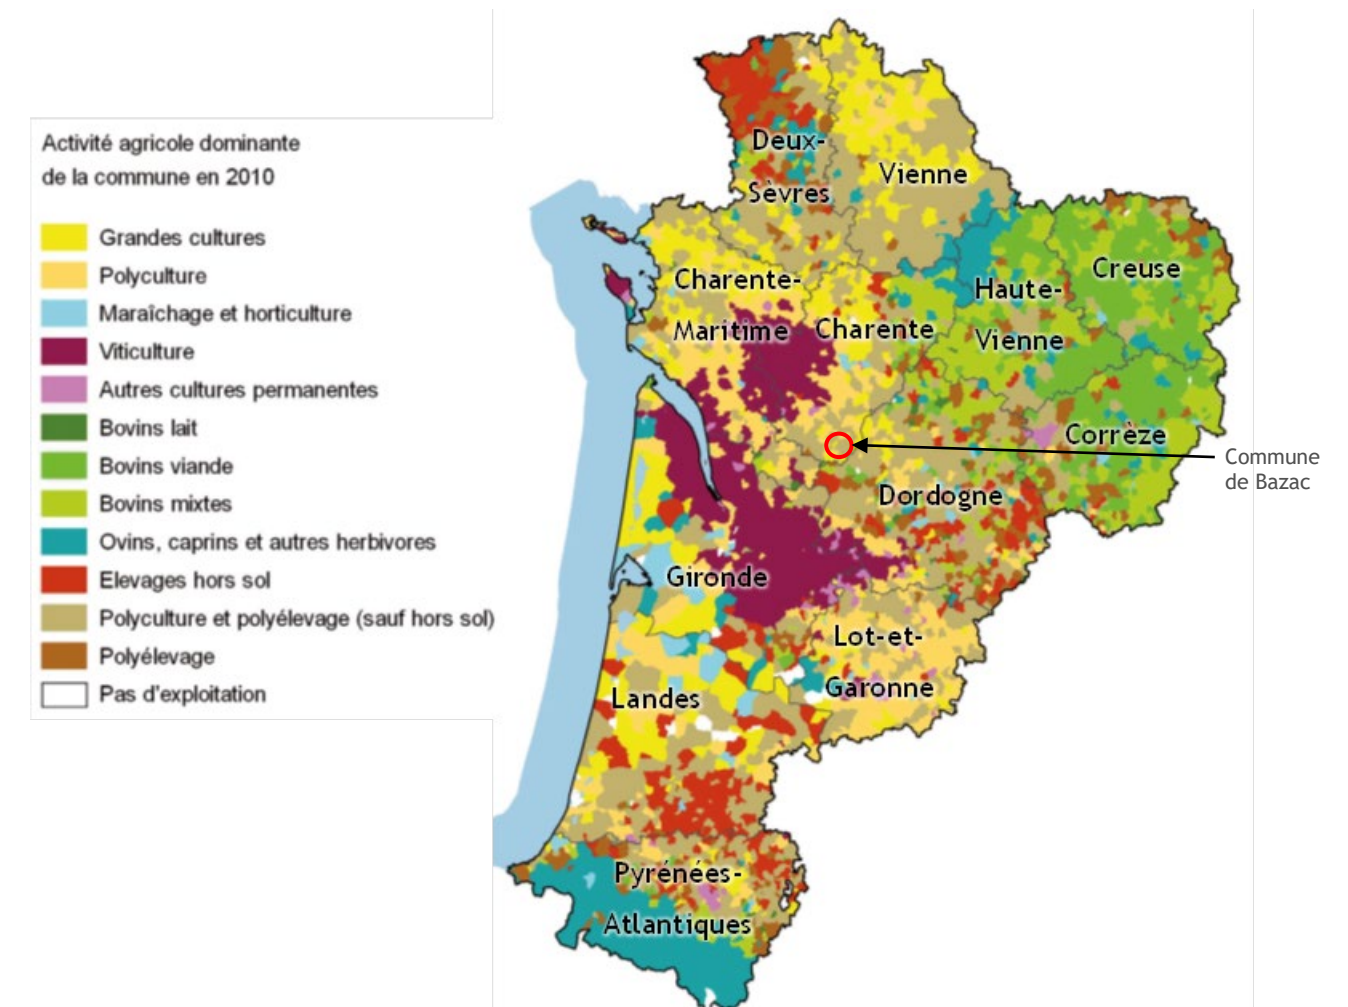 Activité agricole dominante
de la commune en 2010
Grandes cultures
Polyculture
Maraîchage et horticulture
Viticulture
Autres cultures permanentes
Bovins lait
Bovins viande
Bovins mixtes
Ovins, caprins et autres herbivores
Elevages hors sol
Polyculture et polyélevage (sauf hors sol)
Polyélevage
Pas d'exploitation
Deux-
Sèvres
Vienne
Charente-
Maritime
Charente
Haute-
Vienne
Creuse
Corrèze
Commune
de Bazac
Dordogne
Gironde
Lot-et-
Garonne
Landes
Pyrénées-
Atlantiques